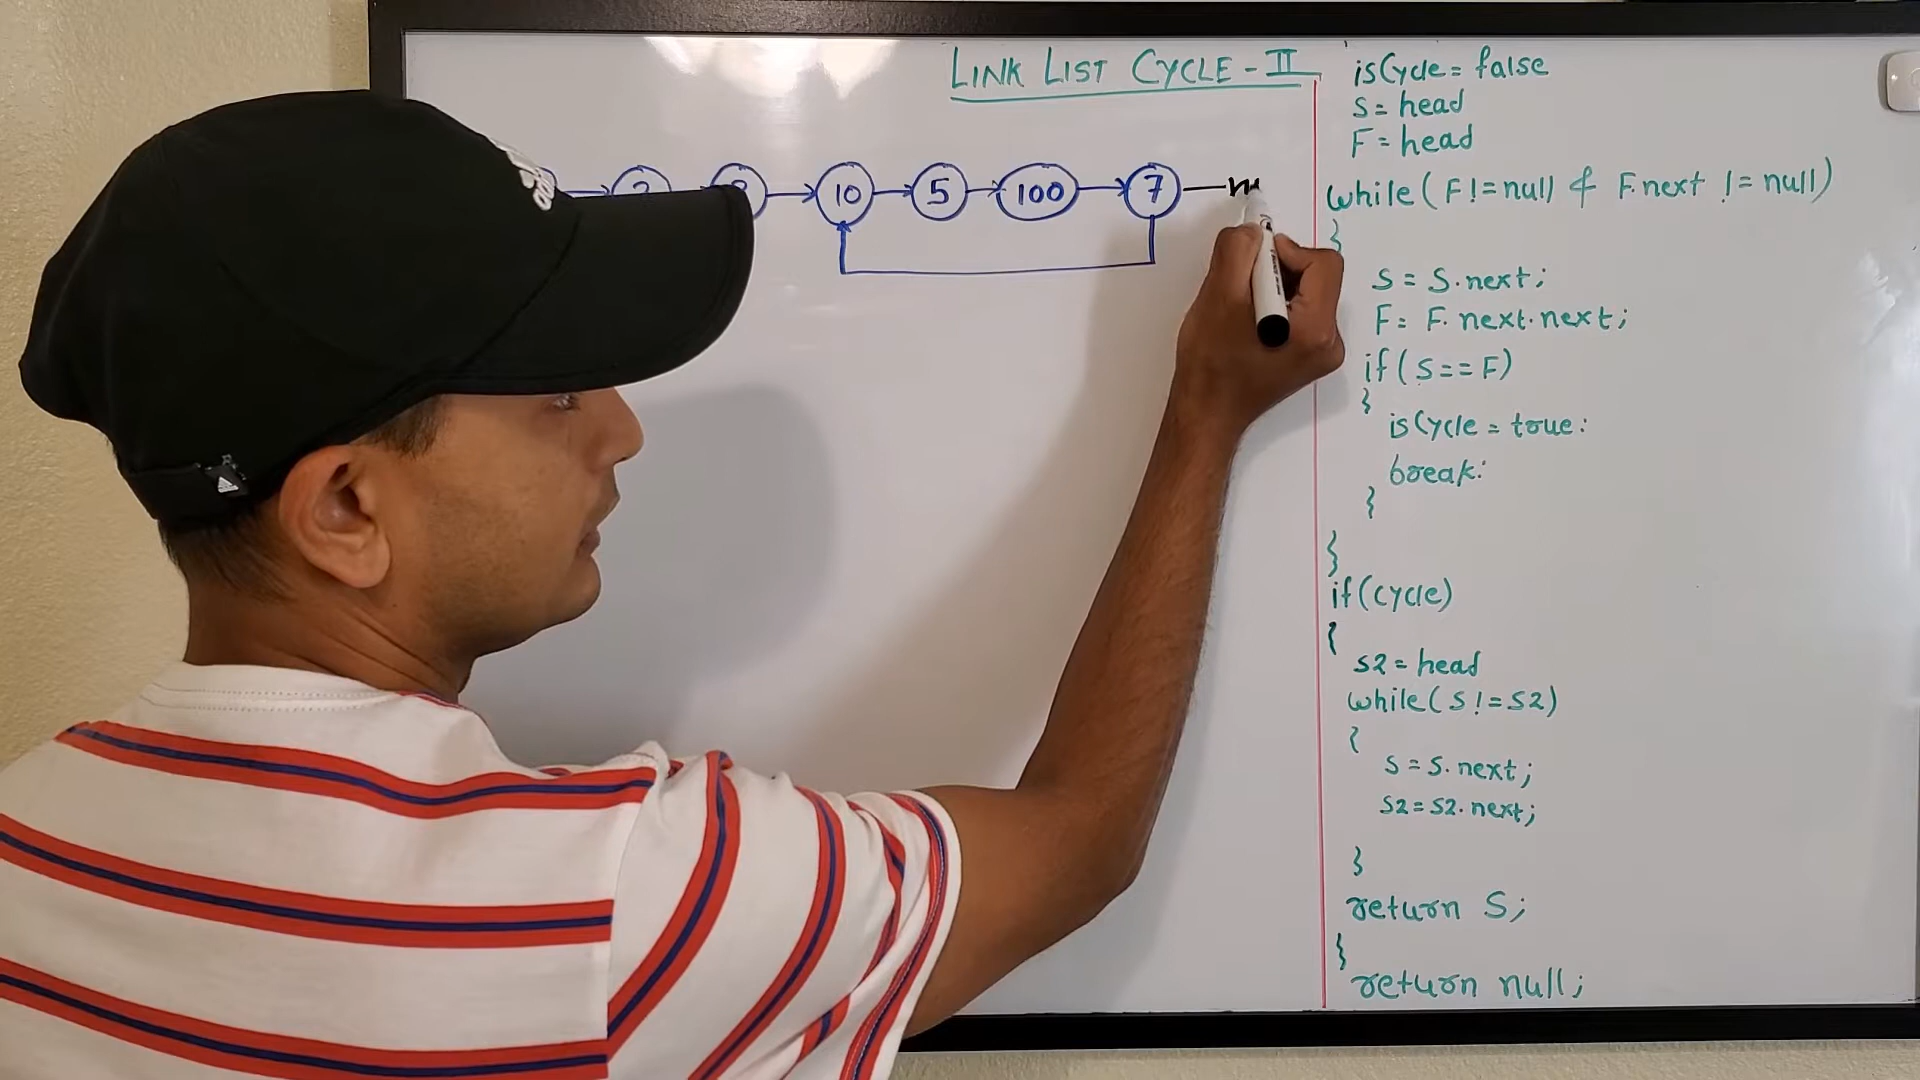 LINK LIST CYCLE - II
10 5 100 7
isCycle = false
S = head
F = head
while ( F != null & F.next != null )
}
S = S.next;
F = F.next.next;
if ( S == F )
}
isCycle = true:
break:
}
}
if (cycle)
{
S2 = head
while ( S != S2 )
{
S = S.next;
S2 = S2.next;
}
return S;
}
return null;